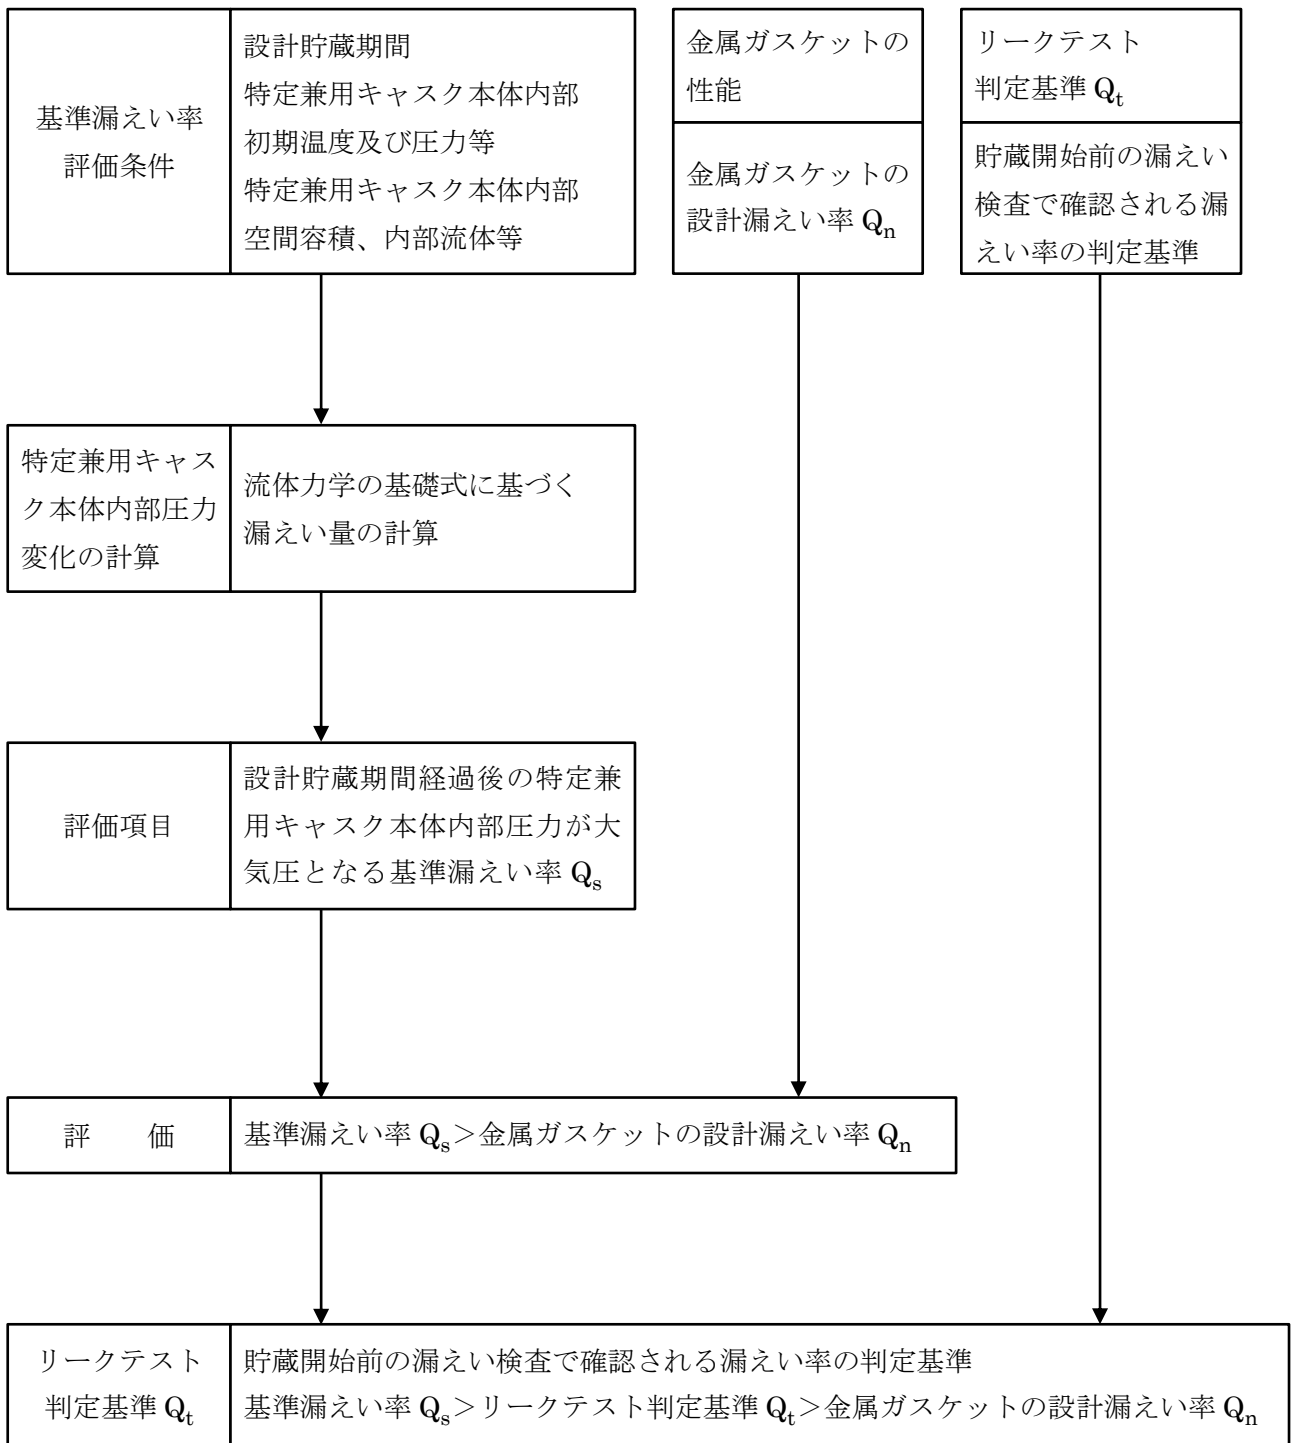 基準漏えい率
評価条件
設計貯蔵期間
特定兼用キャスク本体内部
初期温度及び圧力等
特定兼用キャスク本体内部
空間容積、内部流体等
金属ガスケットの
性能
金属ガスケットの
設計漏えい率 Qn
リークテスト
判定基準 Qt
貯蔵開始前の漏えい
検査で確認される漏
えい率の判定基準
特定兼用キャス
ク本体内部圧力
変化の計算
流体力学の基礎式に基づく
漏えい量の計算
評価項目
設計貯蔵期間経過後の特定兼
用キャスク本体内部圧力が大
気圧となる基準漏えい率 Qs
評　　価
基準漏えい率 Qs＞金属ガスケットの設計漏えい率 Qn
リークテスト
判定基準 Qt
貯蔵開始前の漏えい検査で確認される漏えい率の判定基準
基準漏えい率 Qs＞リークテスト判定基準 Qt＞金属ガスケットの設計漏えい率 Qn